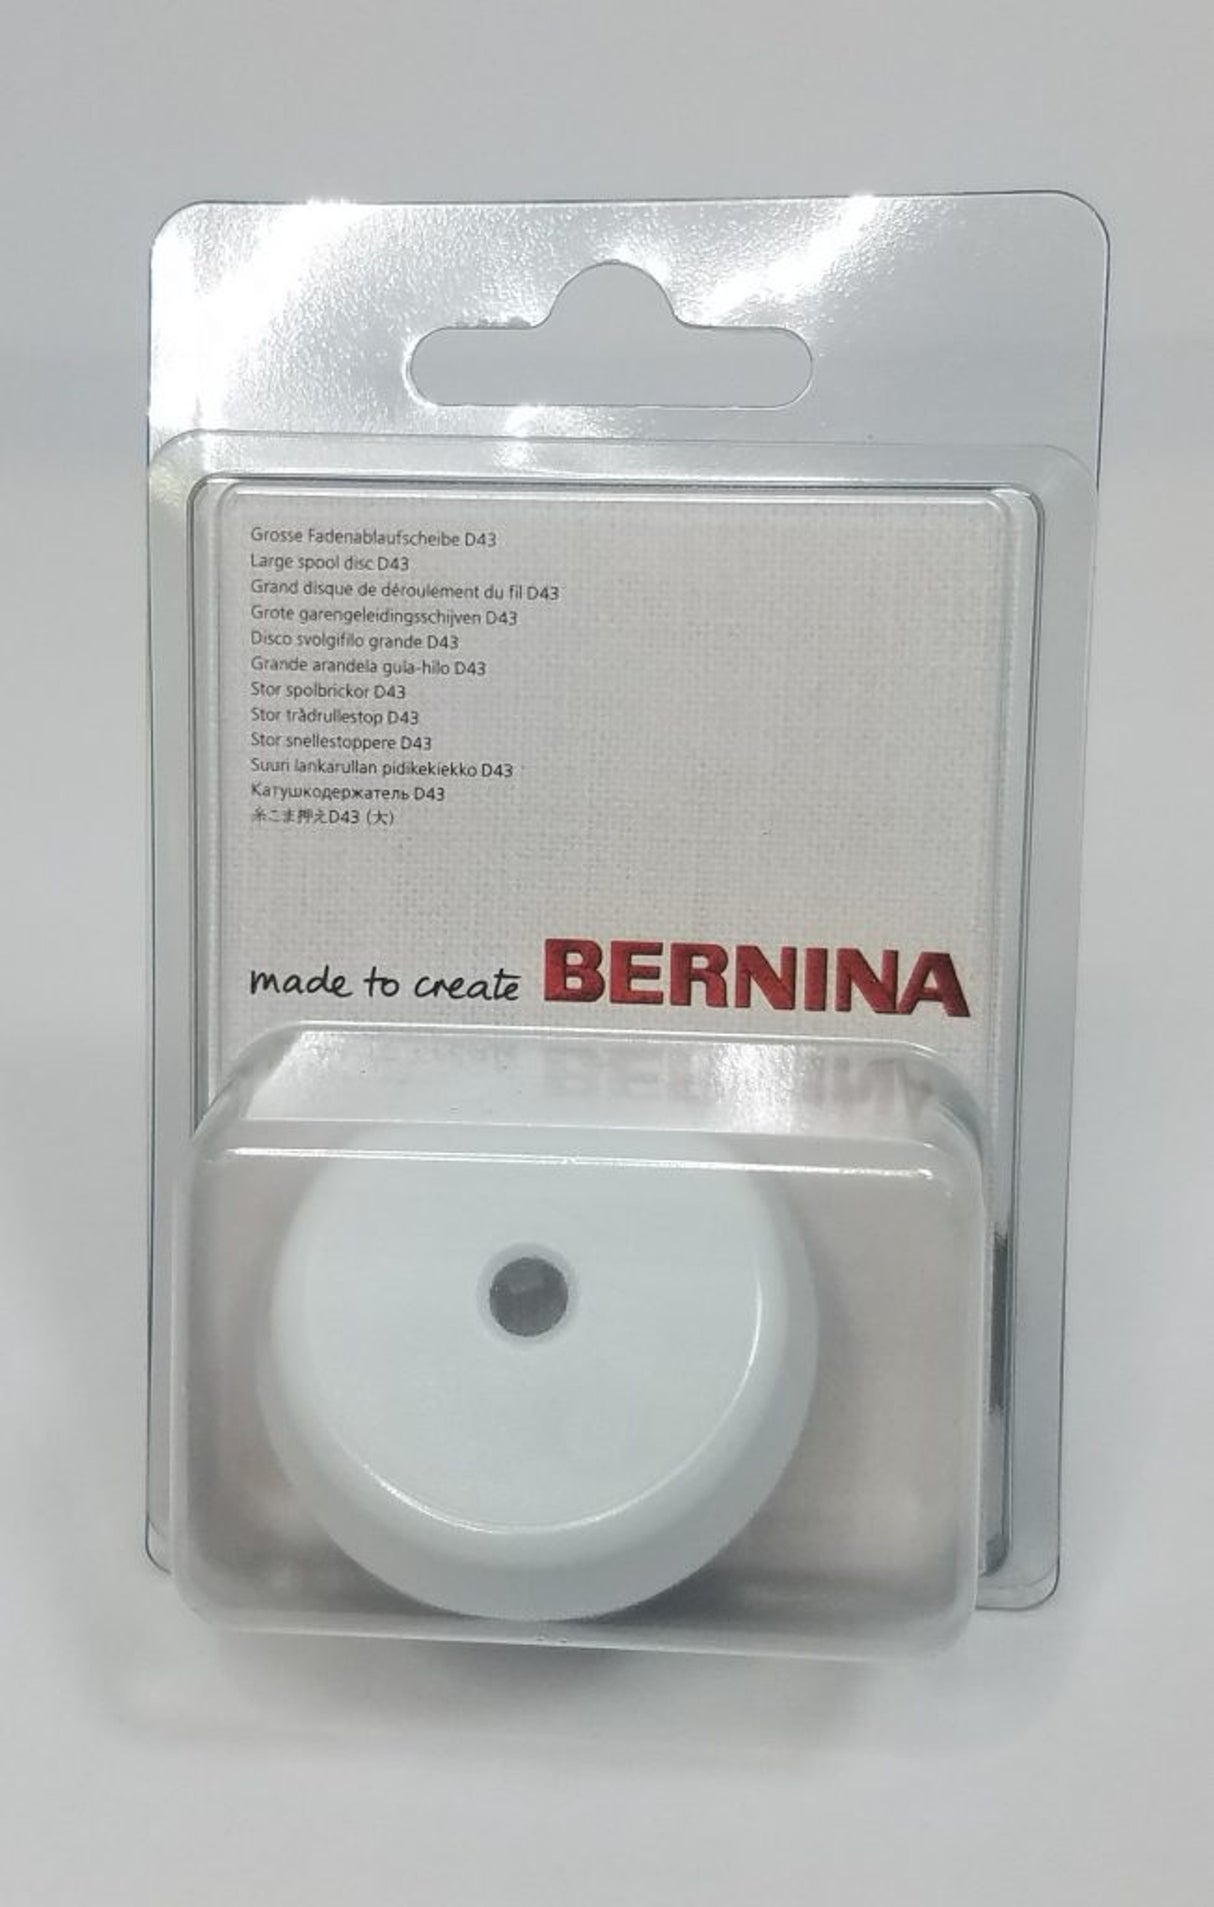 Grosse Fadenablaufscheibe D43
Large spool disc D43
Grand disque de déroulement du fil D43
Grote garengeleidingsschijven D43
Disco svolgifilo grande D43
Grande arandela guía-hilo D43
Stor spolbrickor D43
Stor trådrullestop D43
Stor snellestoppere D43
Suuri lankarullan pidikekiekko D43
Катушкодержатель D43
糸こま押えD43 (大)
made to create BERNINA